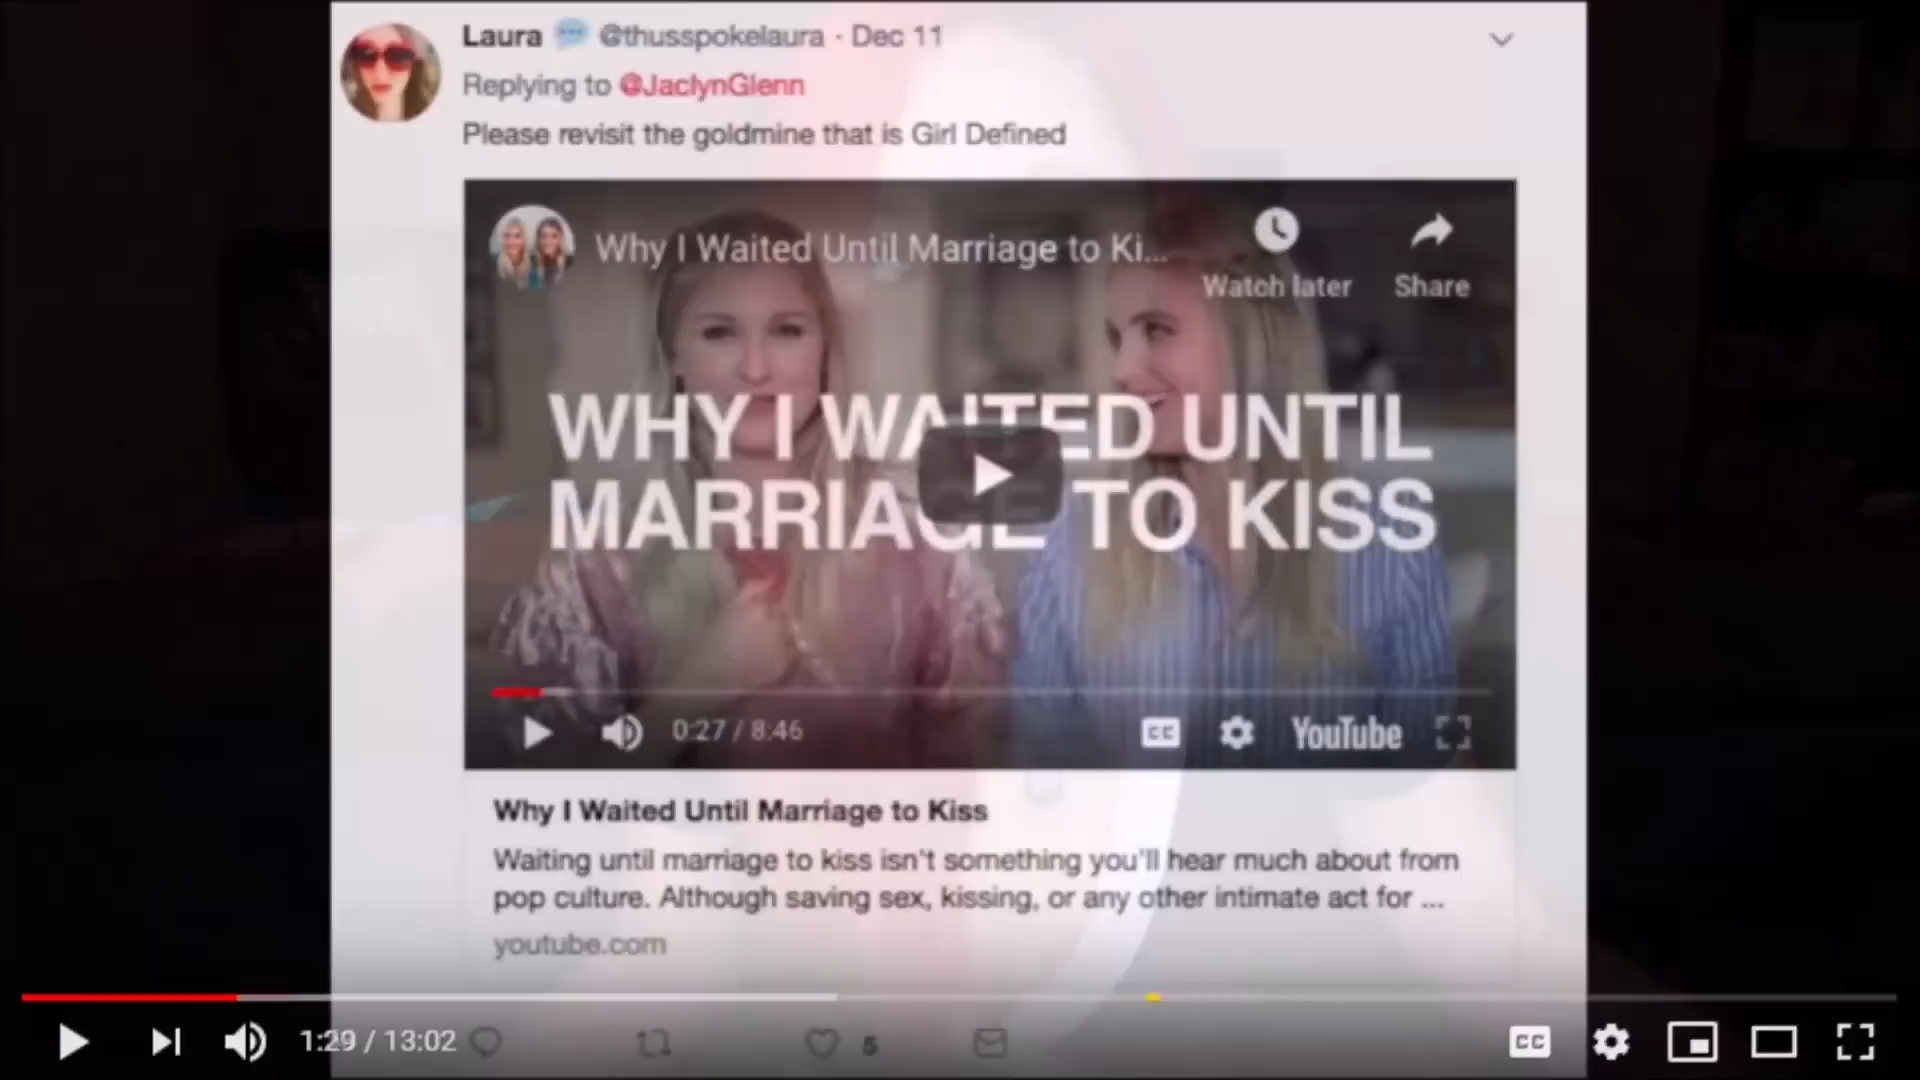 Laura 💬 @thusspokelaura · Dec 11
Replying to @JaclynGlenn
Please revisit the goldmine that is Girl Defined
Why I Waited Until Marriage to Ki...
Watch later
Share
WHY I WAITED UNTIL
MARRIAGE TO KISS
0:27 / 8:46
CC
YouTube
Why I Waited Until Marriage to Kiss
Waiting until marriage to kiss isn't something you'll hear much about from
pop culture. Although saving sex, kissing, or any other intimate act for ...
youtube.com
1:29 / 13:02
5
CC